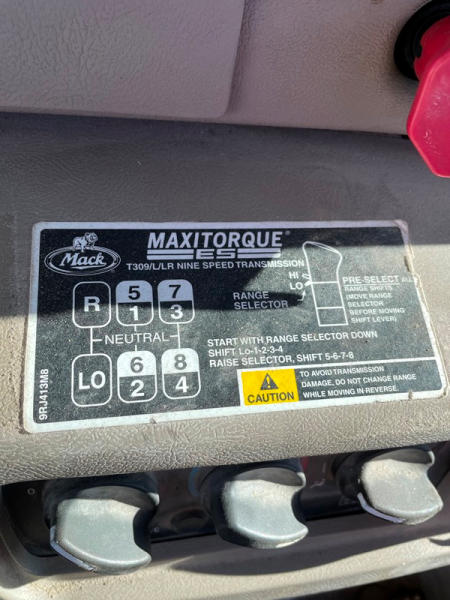 Mack
MAXITORQUE®
ES
T309/L/LR NINE SPEED TRANSMISSION
HI
LO
RANGE
SELECTOR
PRE-SELECT ALL
RANGE SHIFTS
(MOVE RANGE
SELECTOR
BEFORE MOVING
SHIFT LEVER)
R 5 7
1 3
NEUTRAL
LO 6 8
2 4
START WITH RANGE SELECTOR DOWN
SHIFT Lo-1-2-3-4
RAISE SELECTOR, SHIFT 5-6-7-8
CAUTION
TO AVOID TRANSMISSION
DAMAGE, DO NOT CHANGE RANGE
WHILE MOVING IN REVERSE.
9RJ413M8